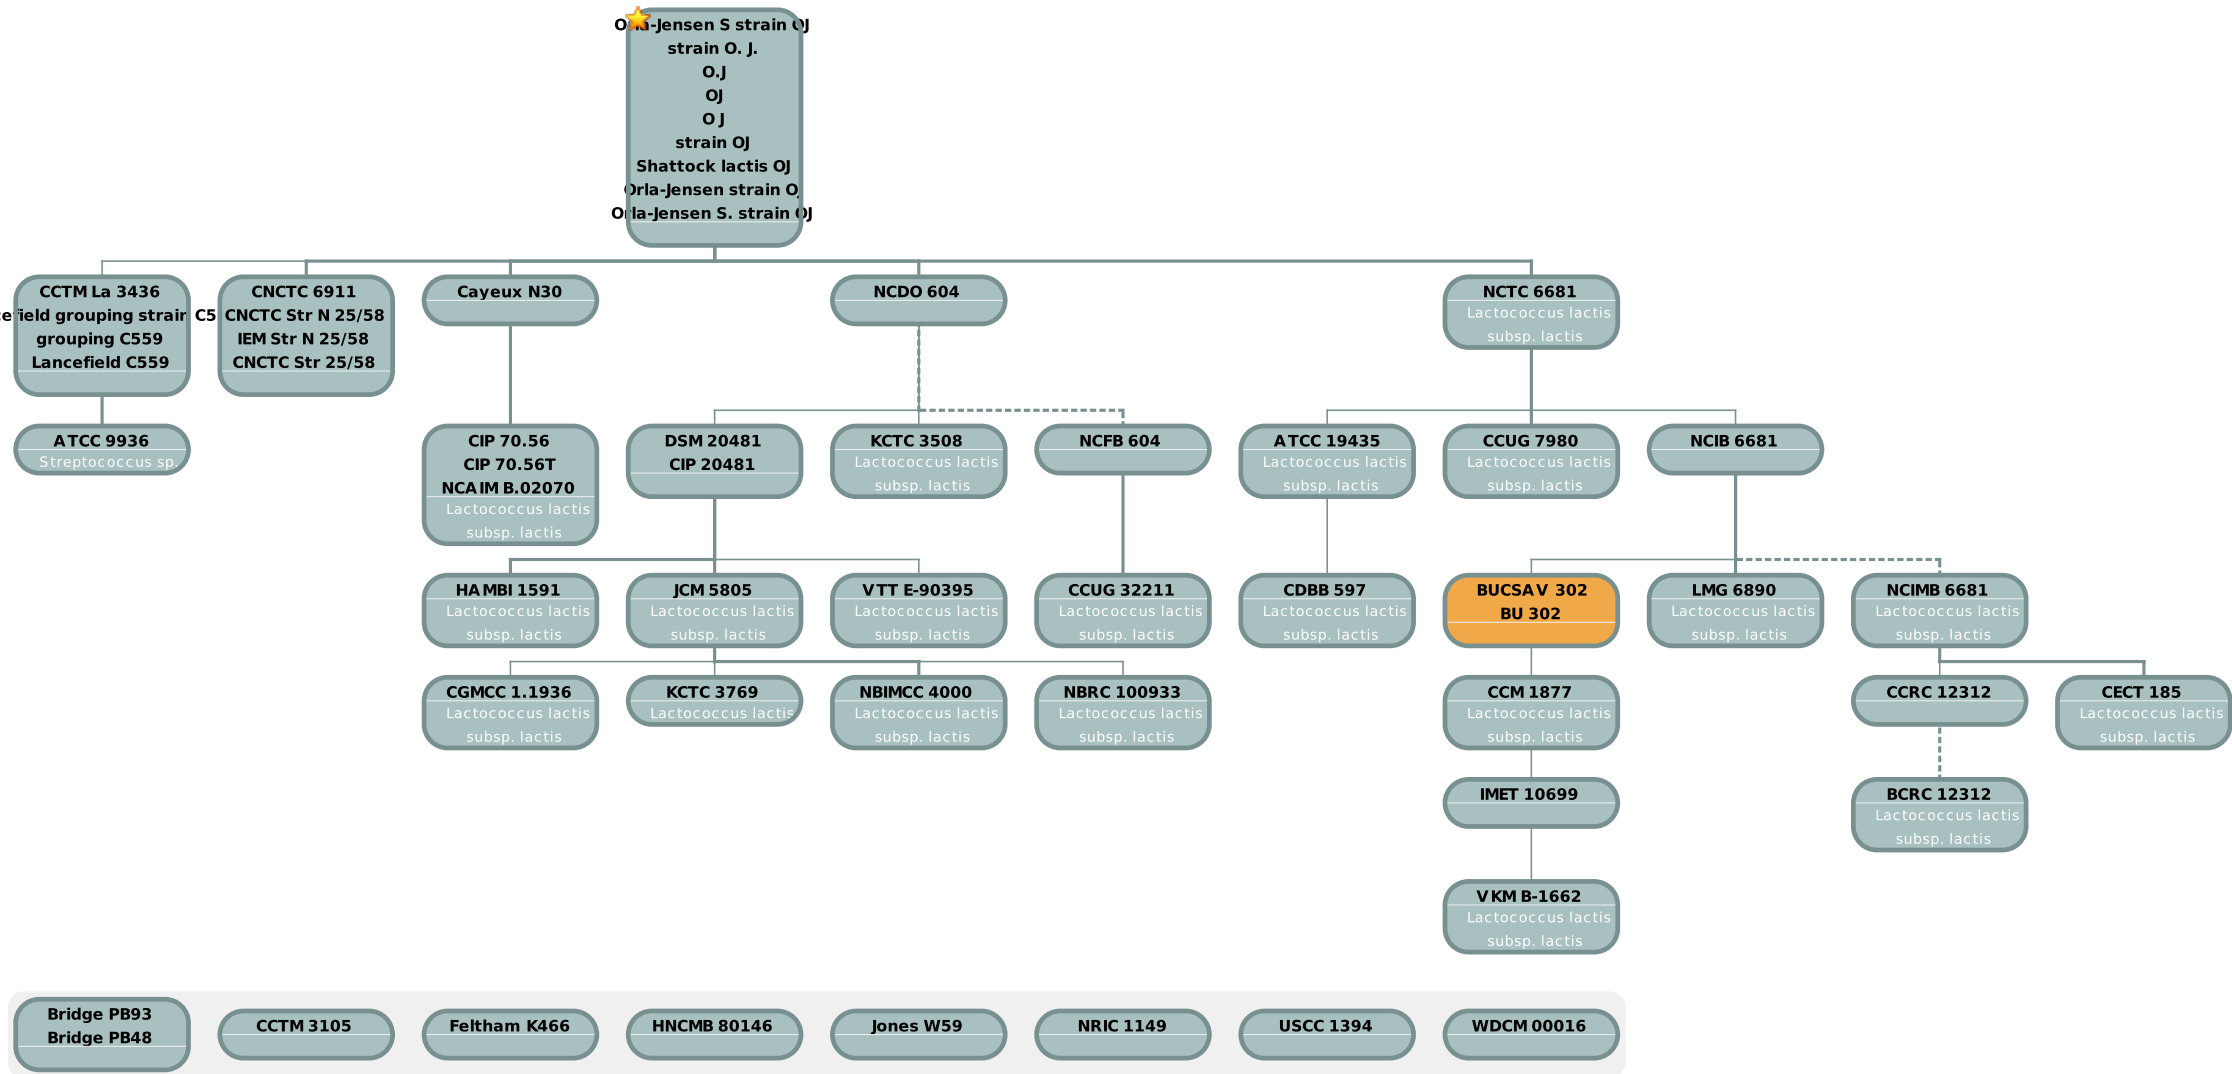 Orla-Jensen S strain OJ
strain O. J.
O.J
OJ
O J
strain OJ
Shattock lactis OJ
Orla-Jensen strain OJ
Orla-Jensen S. strain OJ
CCTM La 3436
grouping strain C5
grouping C559
Lancefield C559
CNCTC 6911
CNCTC Str N 25/58
IEM Str N 25/58
CNCTC Str 25/58
Cayeux N30
NCDO 604
NCTC 6681
Lactococcus lactis
subsp. lactis
ATCC 9936
Streptococcus sp.
CIP 70.56
CIP 70.56T
NCAIM B.02070
Lactococcus lactis
subsp. lactis
DSM 20481
CIP 20481
KCTC 3508
Lactococcus lactis
subsp. lactis
NCFB 604
ATCC 19435
Lactococcus lactis
subsp. lactis
CCUG 7980
Lactococcus lactis
subsp. lactis
NCIB 6681
HAMBI 1591
Lactococcus lactis
subsp. lactis
JCM 5805
Lactococcus lactis
subsp. lactis
VTT E-90395
Lactococcus lactis
subsp. lactis
CCUG 32211
Lactococcus lactis
subsp. lactis
CDBB 597
Lactococcus lactis
subsp. lactis
BUCSAV 302
BU 302
LMG 6890
Lactococcus lactis
subsp. lactis
NCIMB 6681
Lactococcus lactis
subsp. lactis
CGMCC 1.1936
Lactococcus lactis
subsp. lactis
KCTC 3769
Lactococcus lactis
NBIMCC 4000
Lactococcus lactis
subsp. lactis
NBRC 100933
Lactococcus lactis
subsp. lactis
CCM 1877
Lactococcus lactis
subsp. lactis
CCRC 12312
CECT 185
Lactococcus lactis
subsp. lactis
IMET 10699
BCRC 12312
Lactococcus lactis
subsp. lactis
VKM B-1662
Lactococcus lactis
subsp. lactis
Bridge PB93
Bridge PB48
CCTM 3105
Feltham K466
HNCMB 80146
Jones W59
NRIC 1149
USCC 1394
WDCM 00016